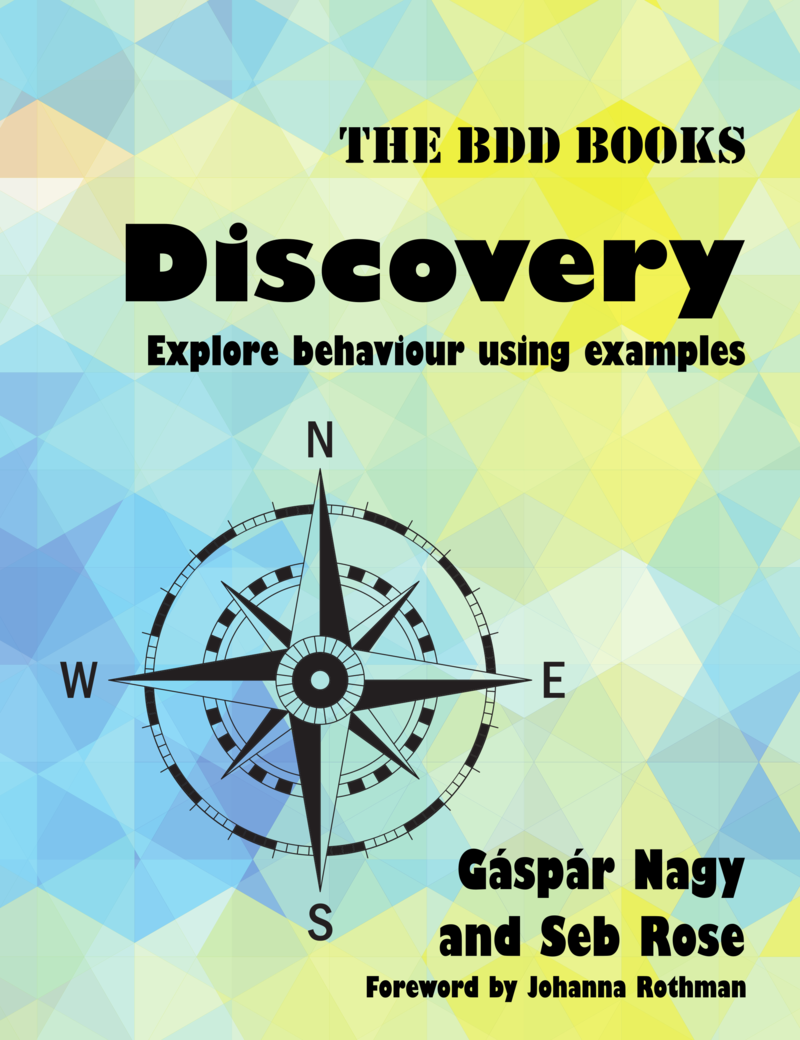 THE BDD BOOKS
Discovery
Explore behaviour using examples
N
W
E
S
Gáspár Nagy
and Seb Rose
Foreword by Johanna Rothman